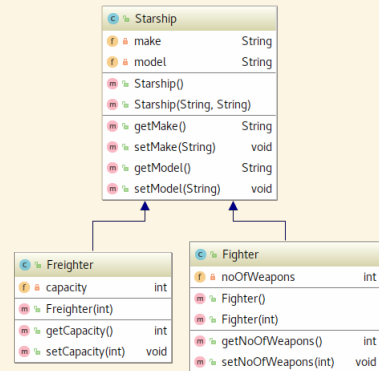 Starship
make String
model String
Starship()
Starship(String, String)
getMake() String
setMake(String) void
getModel() String
setModel(String) void
Freighter
capacity int
Freighter(int)
getCapacity() int
setCapacity(int) void
Fighter
noOfWeapons int
Fighter()
Fighter(int)
getNoOfWeapons() int
setNoOfWeapons(int) void